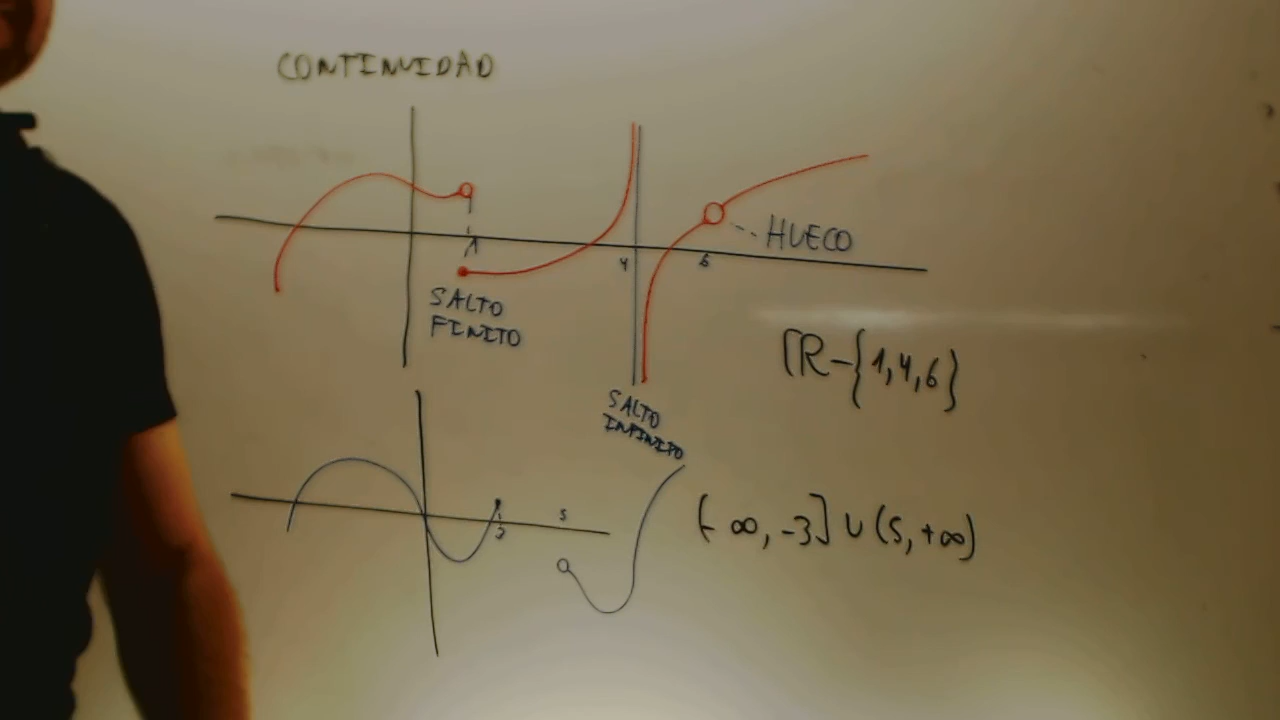 CONTINUIDAD
1
HUECO
4
6
SALTO
FINITO
ℝ-{1,4,6}
SALTO
INFINITO
3
5
(-∞,-3]∪(5,+∞)